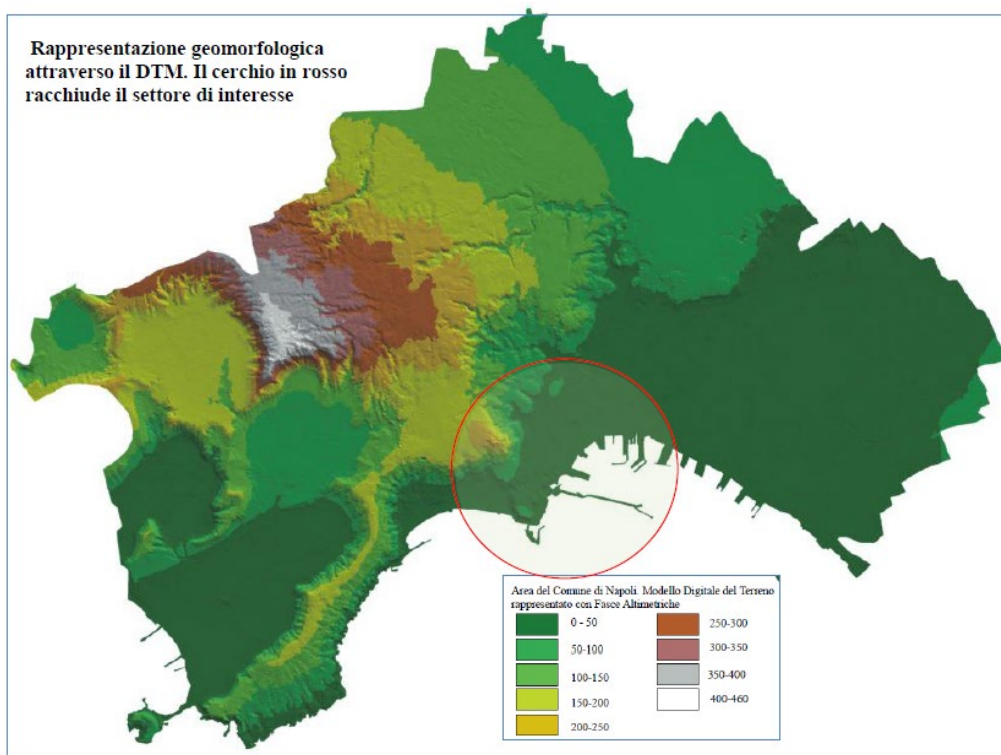 Rappresentazione geomorfologica
attraverso il DTM. Il cerchio in rosso
racchiude il settore di interesse
Area del Comune di Napoli. Modello Digitale del Terreno
rappresentato con Fasce Altimetriche
0 - 50
50-100
100-150
150-200
200-250
250-300
300-350
350-400
400-460